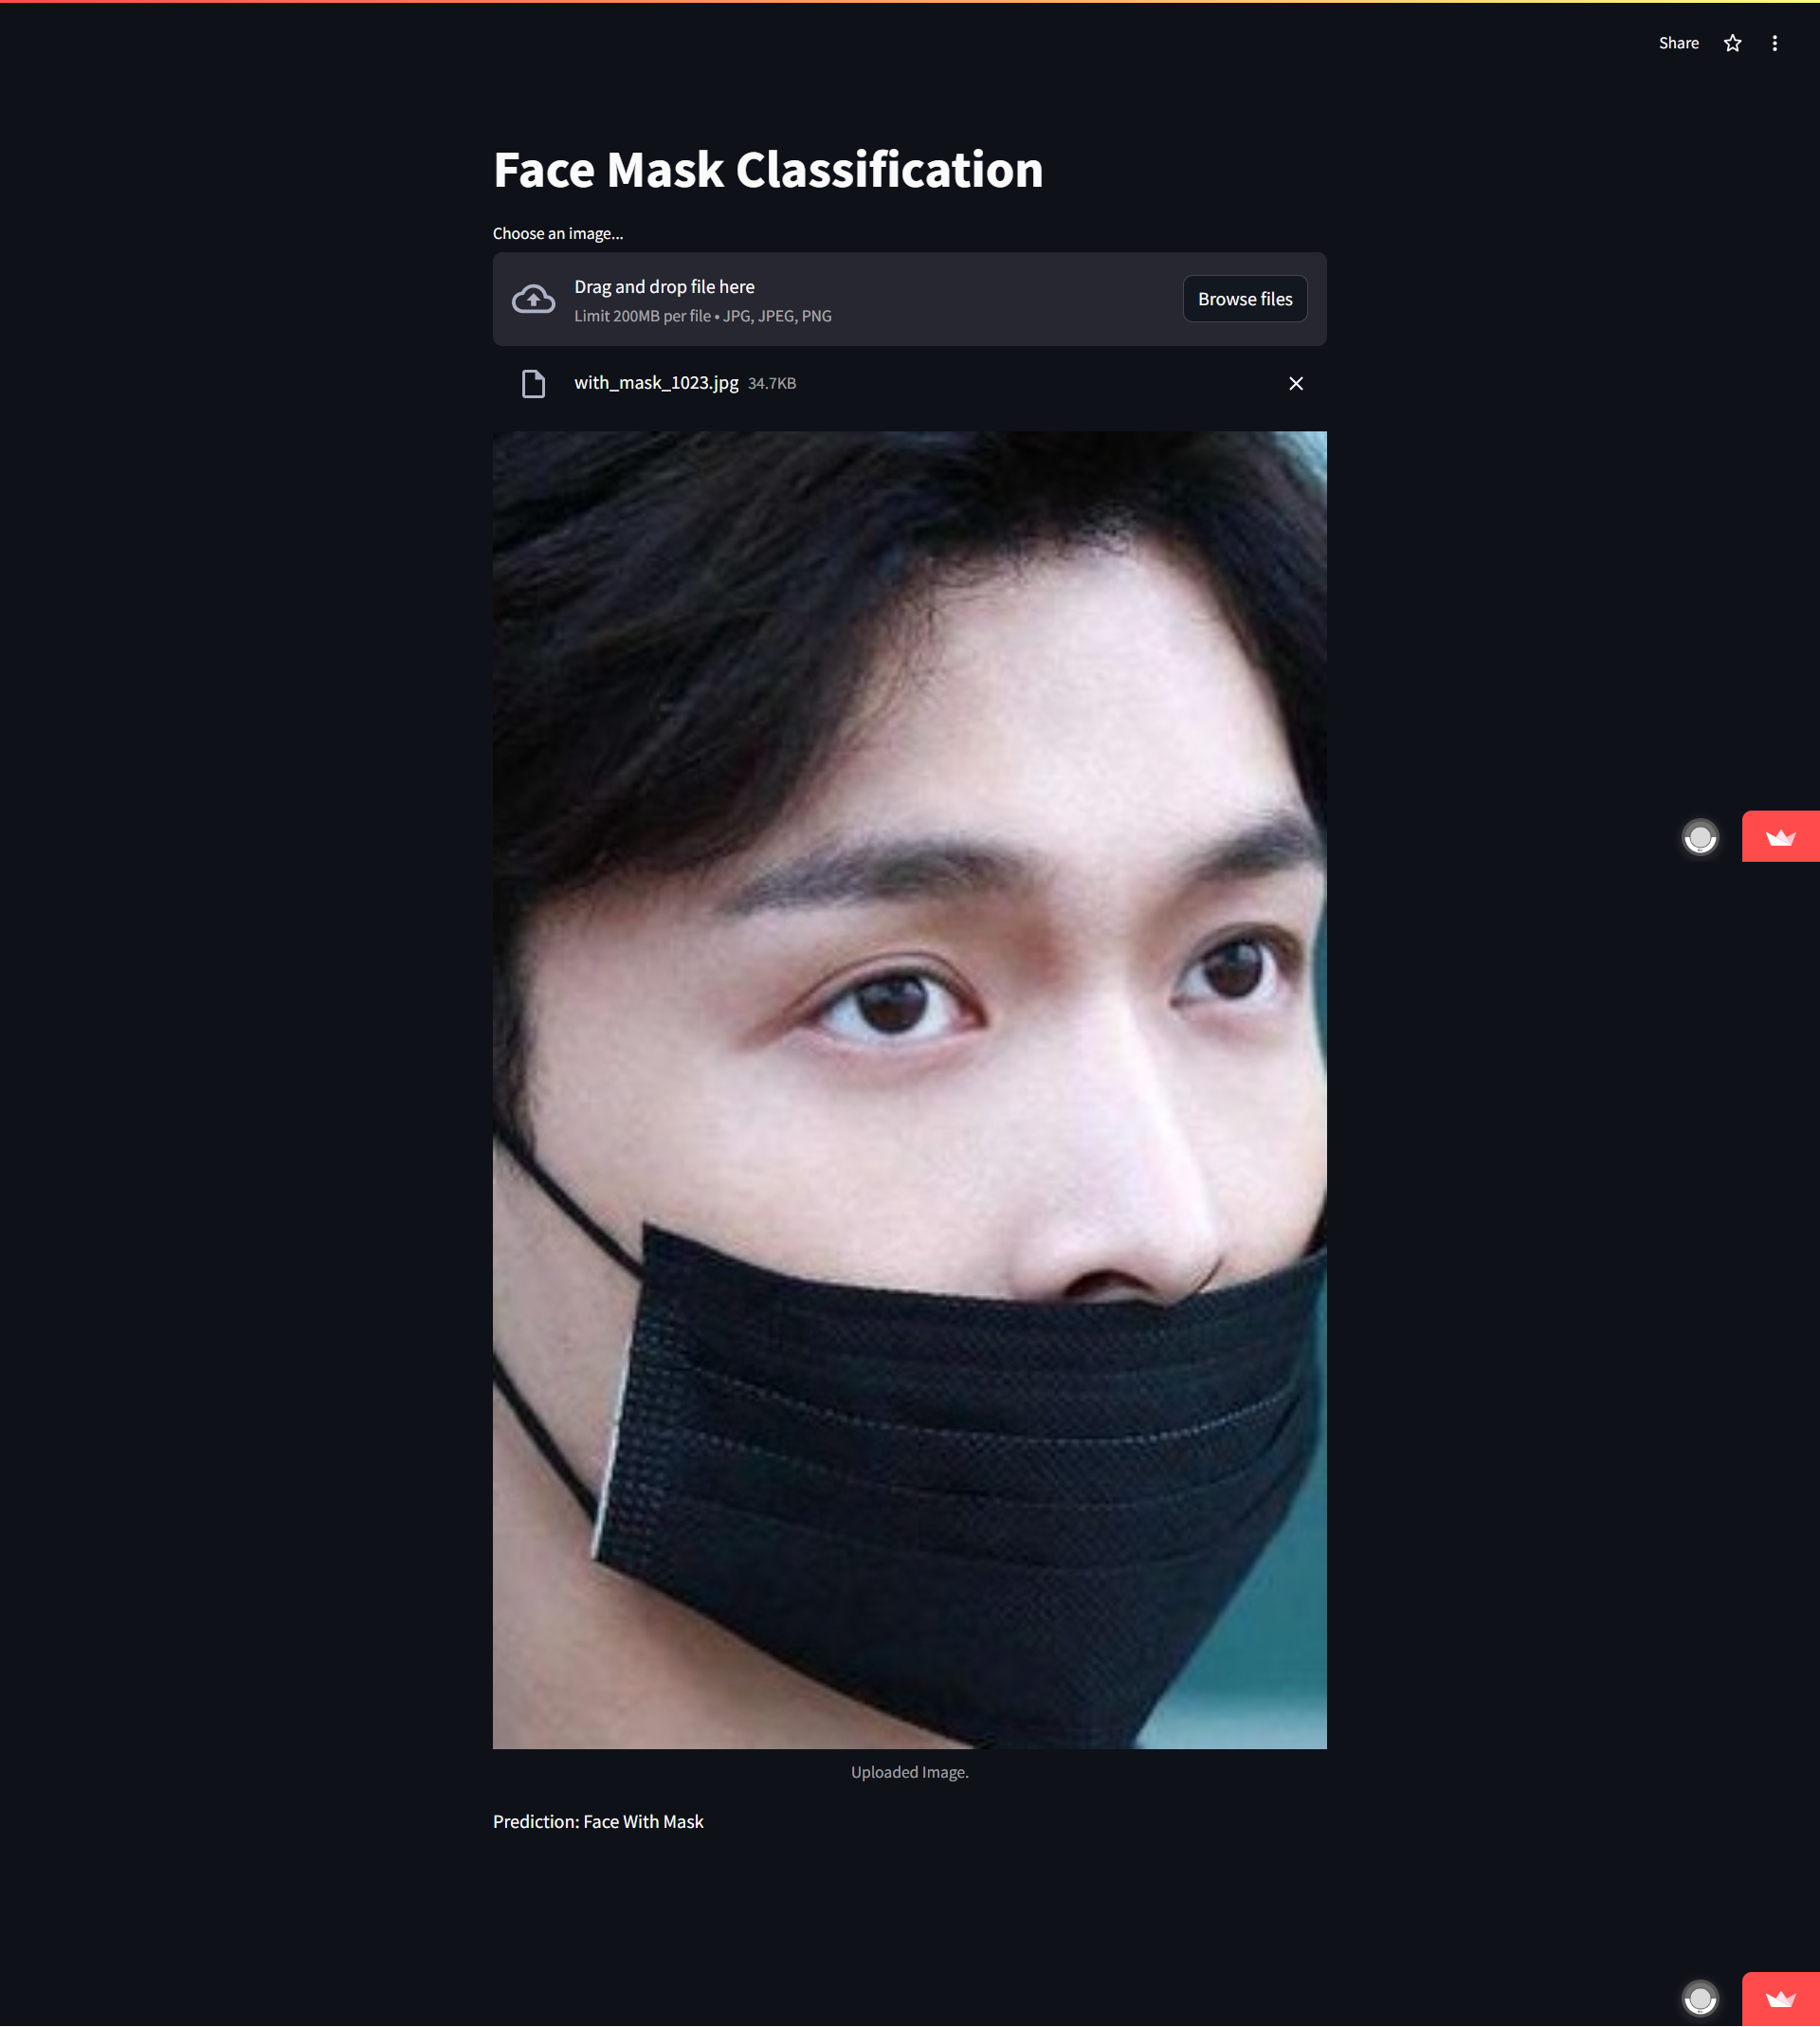 Share
Face Mask Classification
Choose an image...
Drag and drop file here
Limit 200MB per file • JPG, JPEG, PNG
Browse files
with_mask_1023.jpg 34.7KB
Uploaded Image.
Prediction: Face With Mask